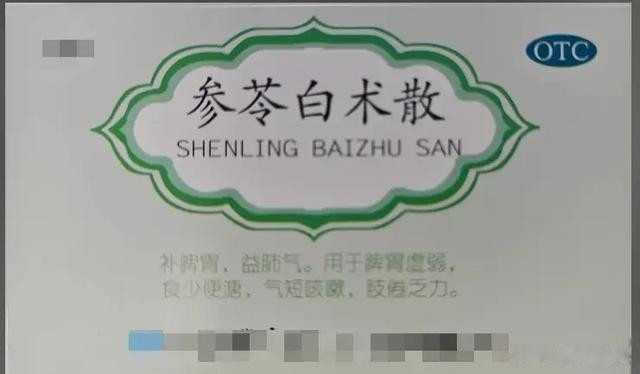 OTC
参苓白术散
SHENLING BAIZHU SAN
补脾胃，益肺气。用于脾胃虚弱，
食少便溏，气短咳嗽，肢倦乏力。